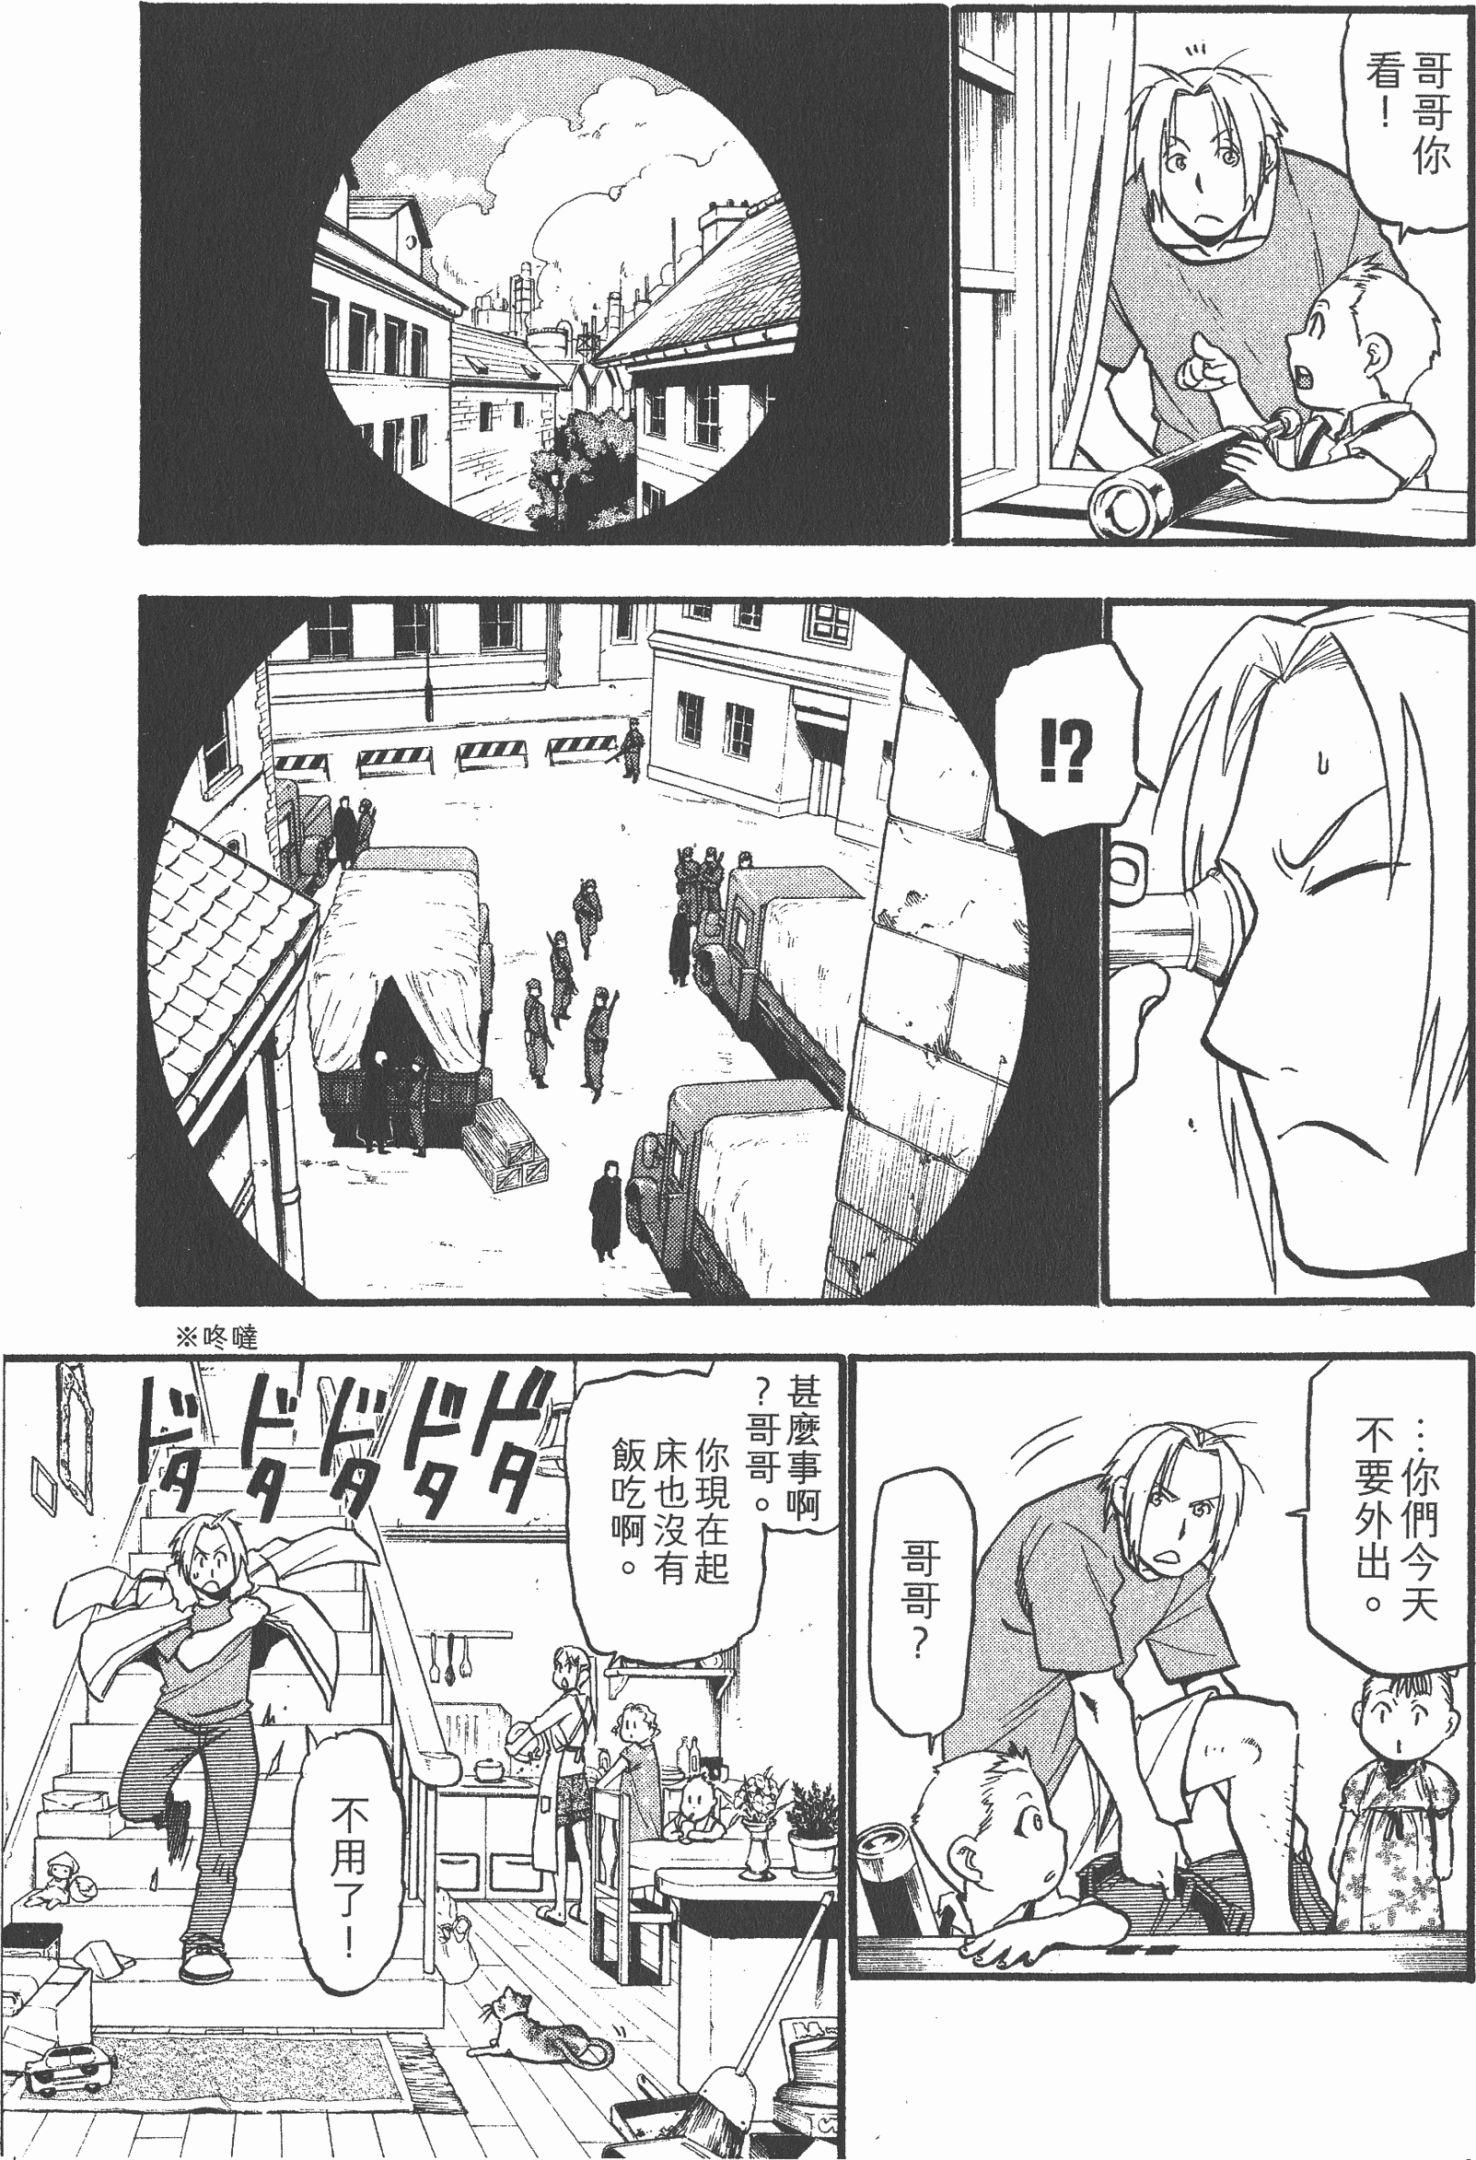 哥哥你
看！
!?
…你們今天
不要外出。
哥哥？
※咚噠
甚麼事啊
？哥哥。
你現在起
床也沒有
飯吃啊。
ドタ
ドタ
ドタ
ドタ
ドタ
不用了！